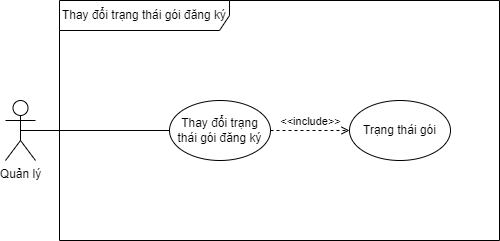 Thay đổi trạng thái gói đăng ký
Thay đổi trạng
thái gói đăng ký
<<include>>
Trạng thái gói
Quản lý